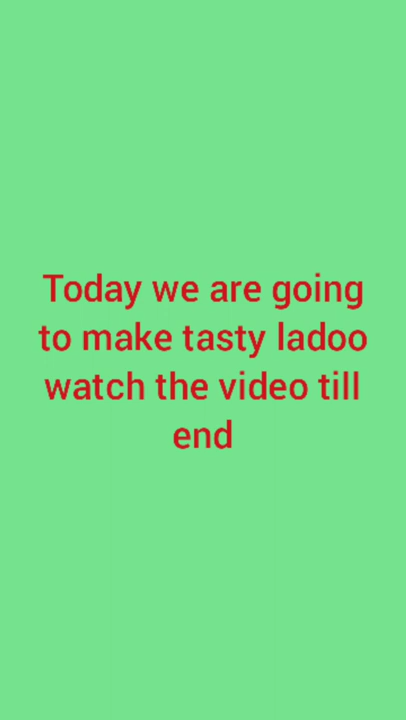 Today we are going
to make tasty ladoo
watch the video till
end